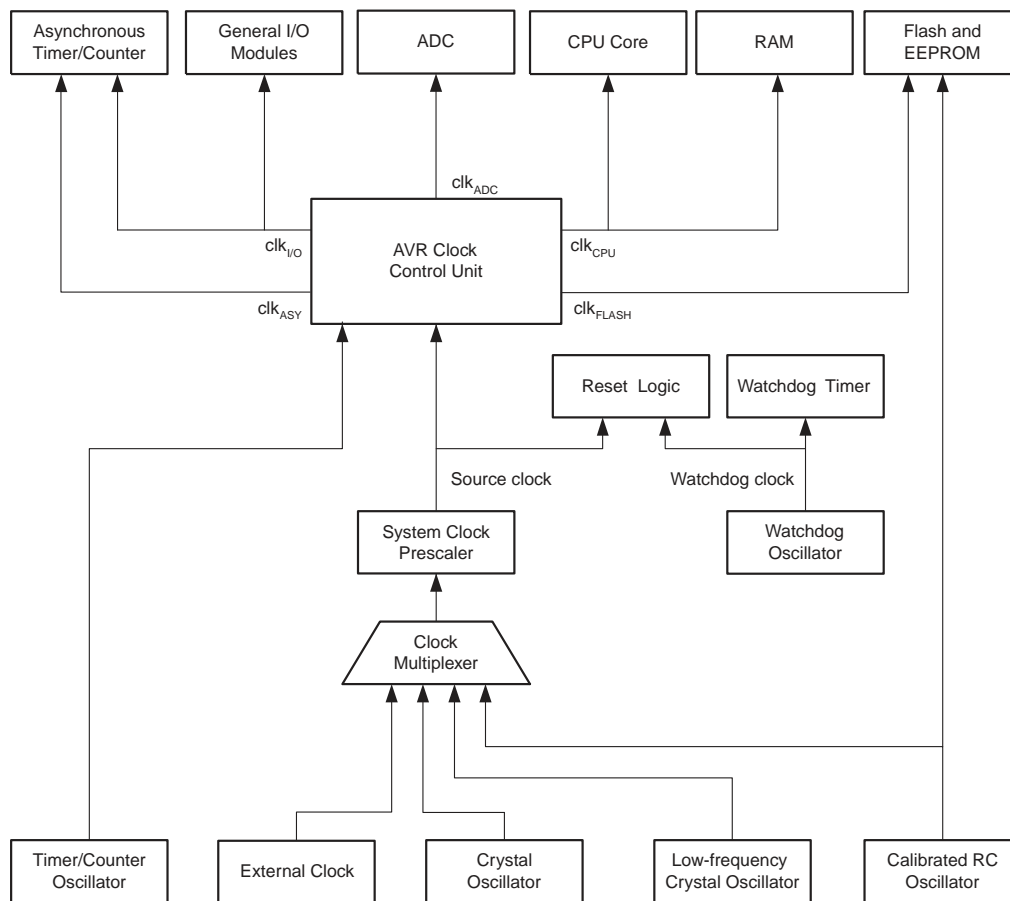 Asynchronous
Timer/Counter
General I/O
Modules
ADC
CPU Core
RAM
Flash and
EEPROM
clkADC
clkI/O
AVR Clock
Control Unit
clkCPU
clkASY
clkFLASH
Reset Logic
Watchdog Timer
Source clock
Watchdog clock
System Clock
Prescaler
Watchdog
Oscillator
Clock
Multiplexer
Timer/Counter
Oscillator
External Clock
Crystal
Oscillator
Low-frequency
Crystal Oscillator
Calibrated RC
Oscillator